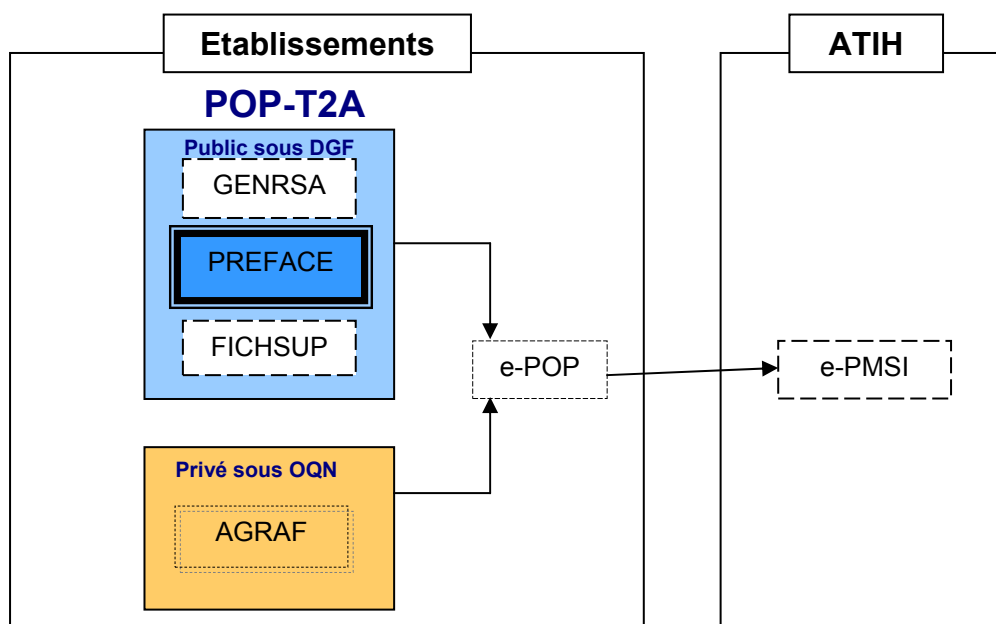 Etablissements
ATIH
POP-T2A
Public sous DGF
GENRSA
PREFACE
FICHSUP
e-POP
e-PMSI
Privé sous OQN
AGRAF